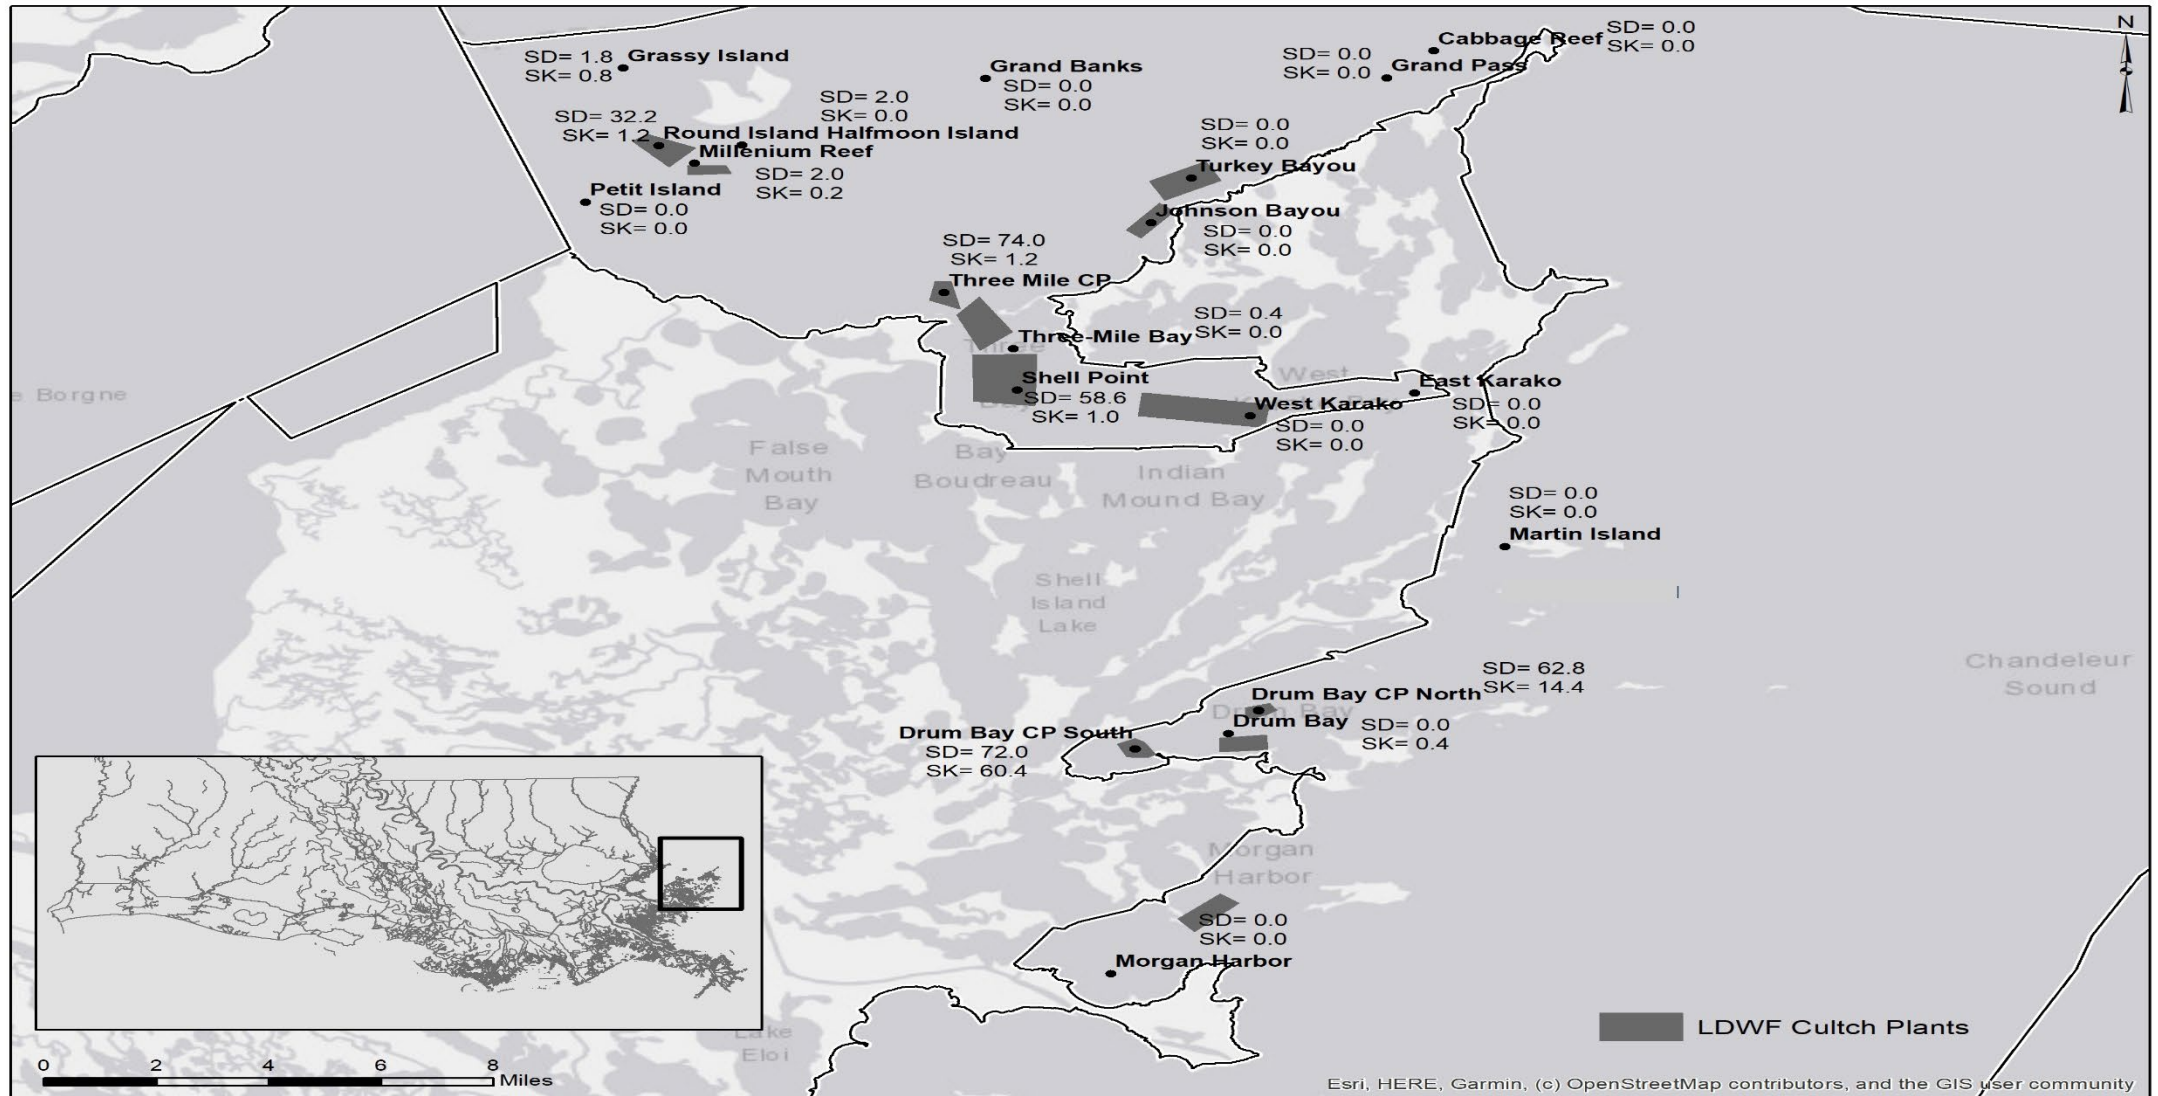 N
SD= 0.0
Cabbage Reef
SK= 0.0
SD= 1.8
Grassy Island
SK= 0.8
Grand Banks
SD= 0.0
SK= 0.0
SD= 0.0
Grand Pass
SK= 0.0
SD= 2.0
SK= 0.0
SD= 32.2
SK= 1.2
Round Island Halfmoon Island
Millenium Reef
SD= 2.0
SK= 0.2
SD= 0.0
SK= 0.0
Turkey Bayou
Petit Island
SD= 0.0
SK= 0.0
Johnson Bayou
SD= 0.0
SK= 0.0
SD= 74.0
SK= 1.2
Three Mile CP
SD= 0.4
SK= 0.0
Three-Mile Bay
Three
Bay
Shell Point
SD= 58.6
SK= 1.0
West
West Karako
SD= 0.0
SK= 0.0
East Karako
SD= 0.0
SK= 0.0
e Borgne
False
Mouth
Bay
Bay
Boudreau
Indian
Mound Bay
SD= 0.0
SK= 0.0
Martin Island
Shell
Island
Lake
Chandeleur
Sound
SD= 62.8
SK= 14.4
Drum Bay CP North
Drum Bay
Drum Bay
SD= 0.0
SK= 0.4
Drum Bay CP South
SD= 72.0
SK= 60.4
Morgan
Harbor
SD= 0.0
SK= 0.0
Morgan Harbor
Lake
Eloi
LDWF Cultch Plants
0 2 4 6 8
Miles
Esri, HERE, Garmin, (c) OpenStreetMap contributors, and the GIS user community